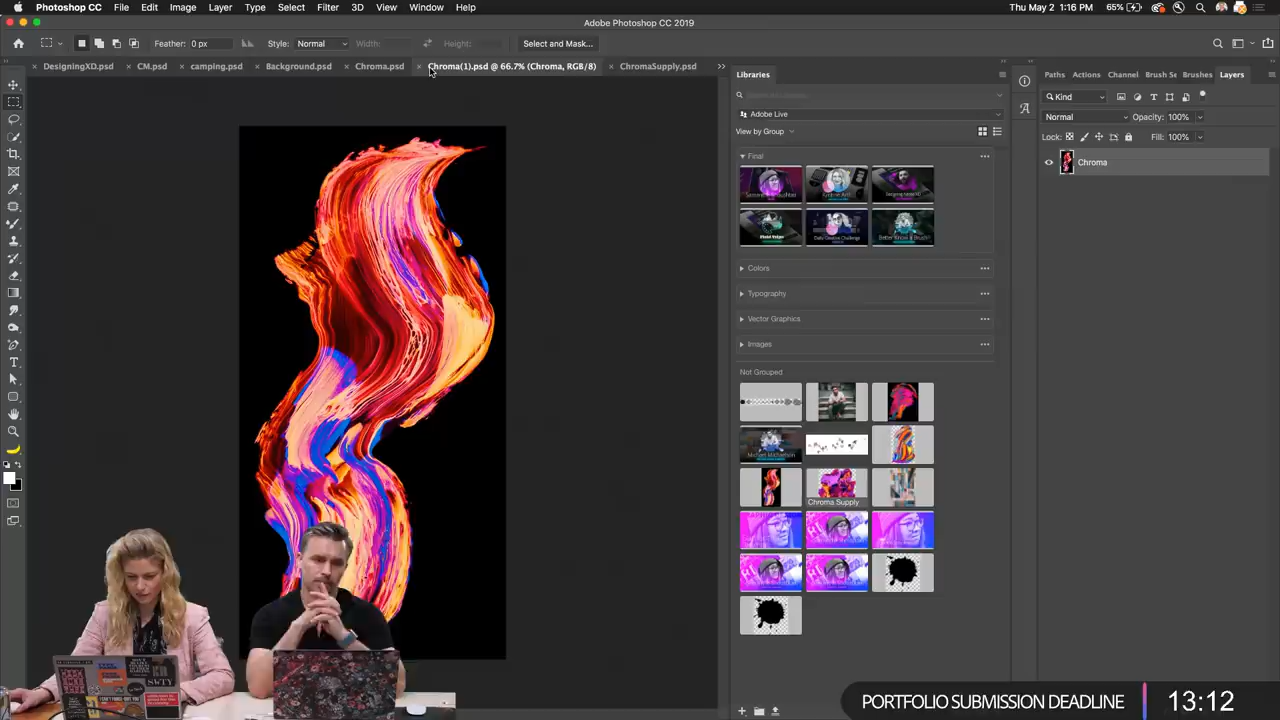 Photoshop CC File Edit Image Layer Type Select Filter 3D View Window Help
65% Thu May 2 1:16 PM
Adobe Photoshop CC 2019
Feather: 0 px Style: Normal Width: Height: Select and Mask...
DesigningXD.psd CM.psd camping.psd Background.psd Chroma.psd Chroma(1).psd @ 66.7% (Chroma, RGB/8) ChromaSupply.psd
Libraries
Paths Actions Channel Brush Se Brushes Layers
Kind
Adobe Live
Normal Opacity: 100%
View by Group
Lock: Fill: 100%
Final
Chroma
Colors
Typography
Vector Graphics
Images
Not Grouped
Michael Michaelson
Chroma Supply
PORTFOLIO SUBMISSION DEADLINE 13:12